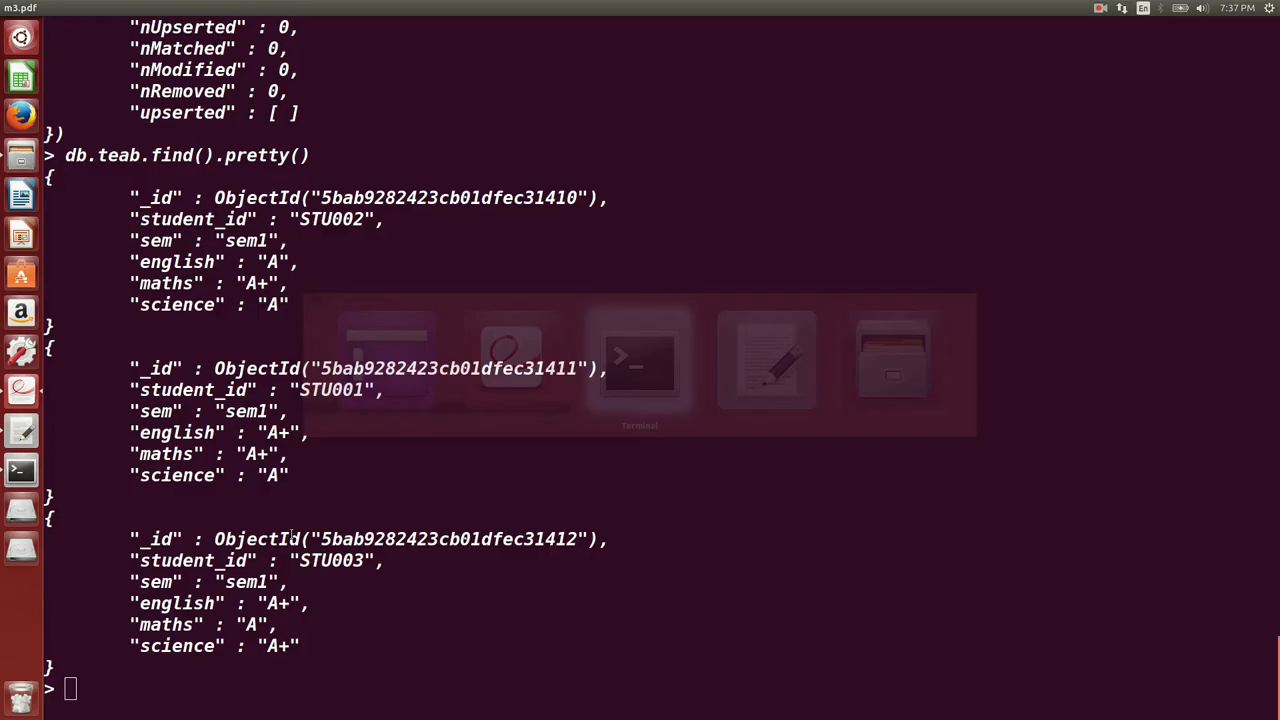 m3.pdf
En
7:37 PM
"nUpserted" : 0,
"nMatched" : 0,
"nModified" : 0,
"nRemoved" : 0,
"upserted" : [ ]
})
> db.teab.find().pretty()
{
"_id" : ObjectId("5bab9282423cb01dfec31410"),
"student_id" : "STU002",
"sem" : "sem1",
"english" : "A",
"maths" : "A+",
"science" : "A"
}
{
"_id" : ObjectId("5bab9282423cb01dfec31411"),
"student_id" : "STU001",
"sem" : "sem1",
"english" : "A+",
"maths" : "A+",
"science" : "A"
}
Terminal
{
"_id" : ObjectId("5bab9282423cb01dfec31412"),
"student_id" : "STU003",
"sem" : "sem1",
"english" : "A+",
"maths" : "A",
"science" : "A+"
}
>